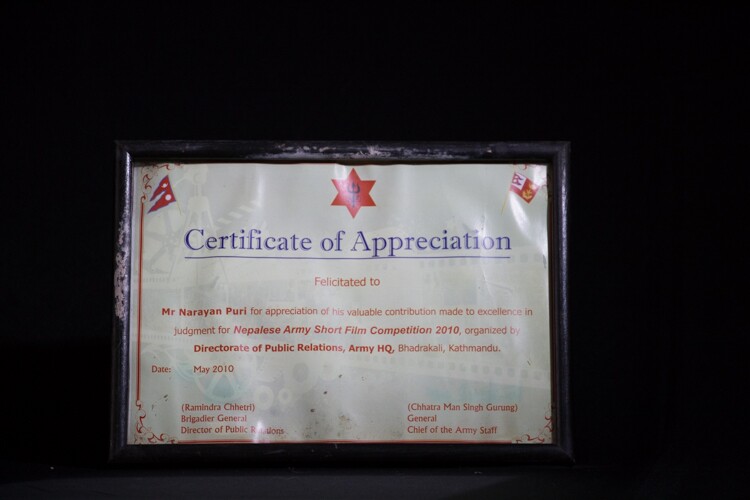 Certificate of Appreciation
Felicitated to
Mr Narayan Puri for appreciation of his valuable contribution made to excellence in
judgment for Nepalese Army Short Film Competition 2010, organized by
Directorate of Public Relations, Army HQ, Bhadrakali, Kathmandu.
Date: May 2010
(Ramindra Chhetri)
Brigadier General
Director of Public Relations
(Chhatra Man Singh Gurung)
General
Chief of the Army Staff